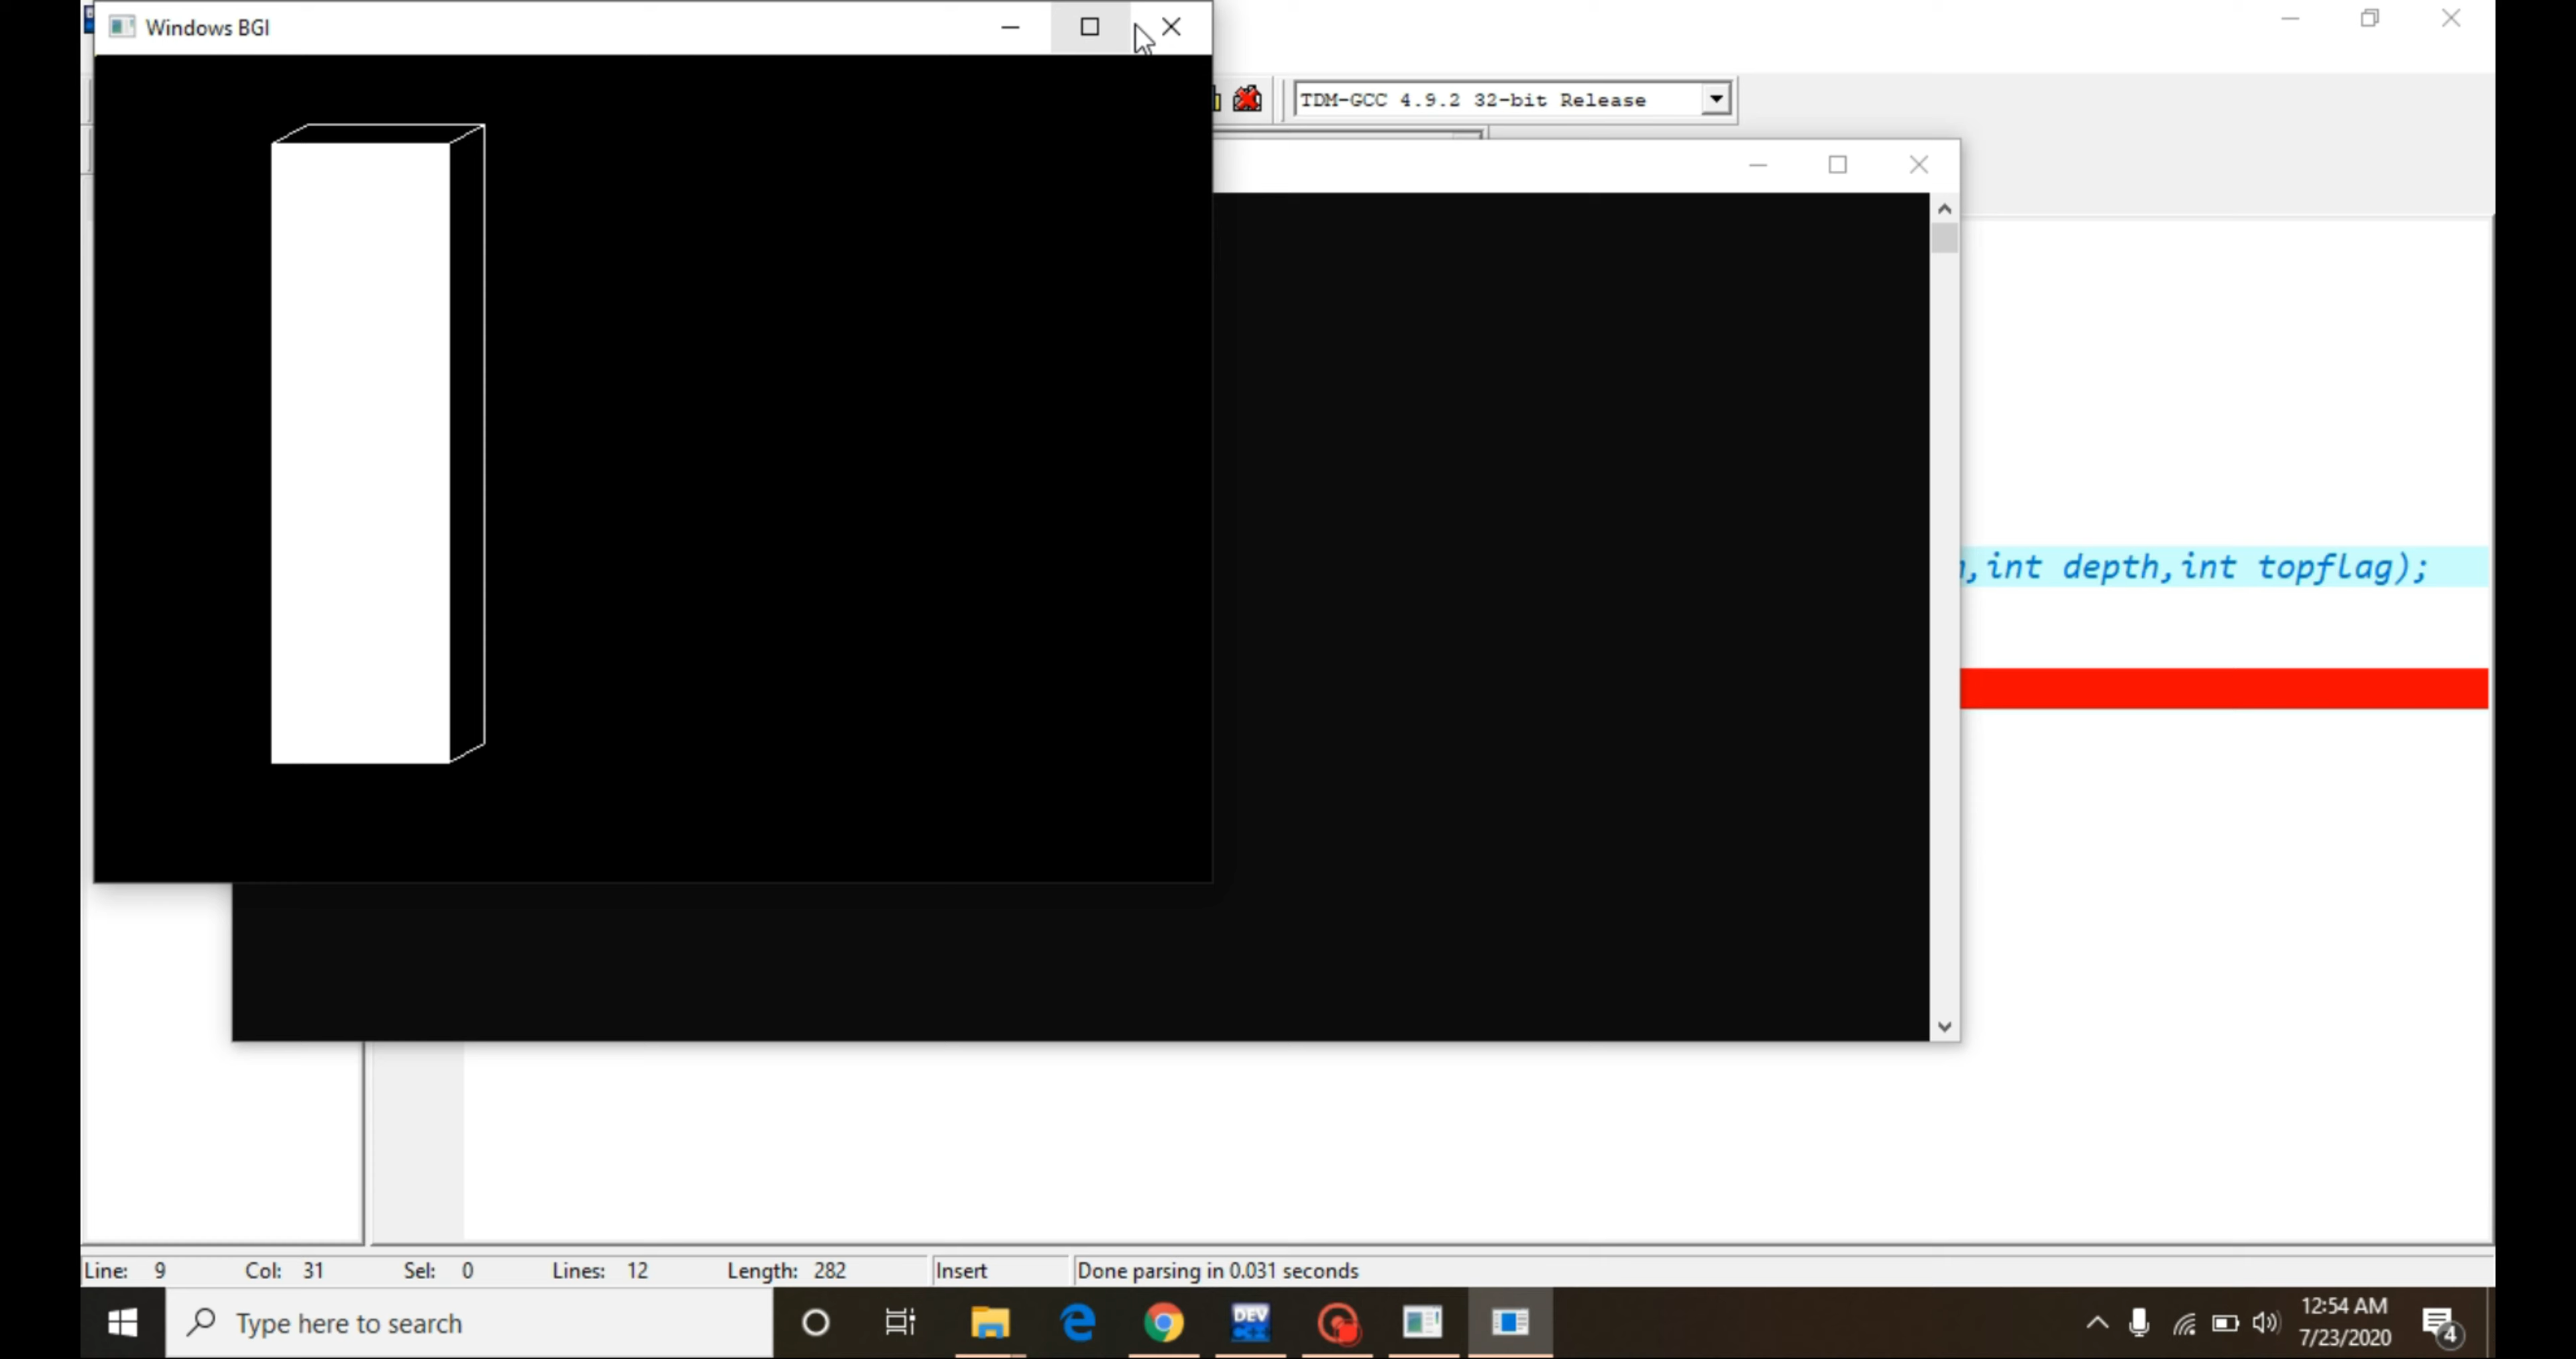 Windows BGI
TDM-GCC 4.9.2 32-bit Release
,int depth,int topflag);
Line: 9 Col: 31 Sel: 0 Lines: 12 Length: 282 Insert Done parsing in 0.031 seconds
Type here to search
DEV
C++
12:54 AM
7/23/2020
4